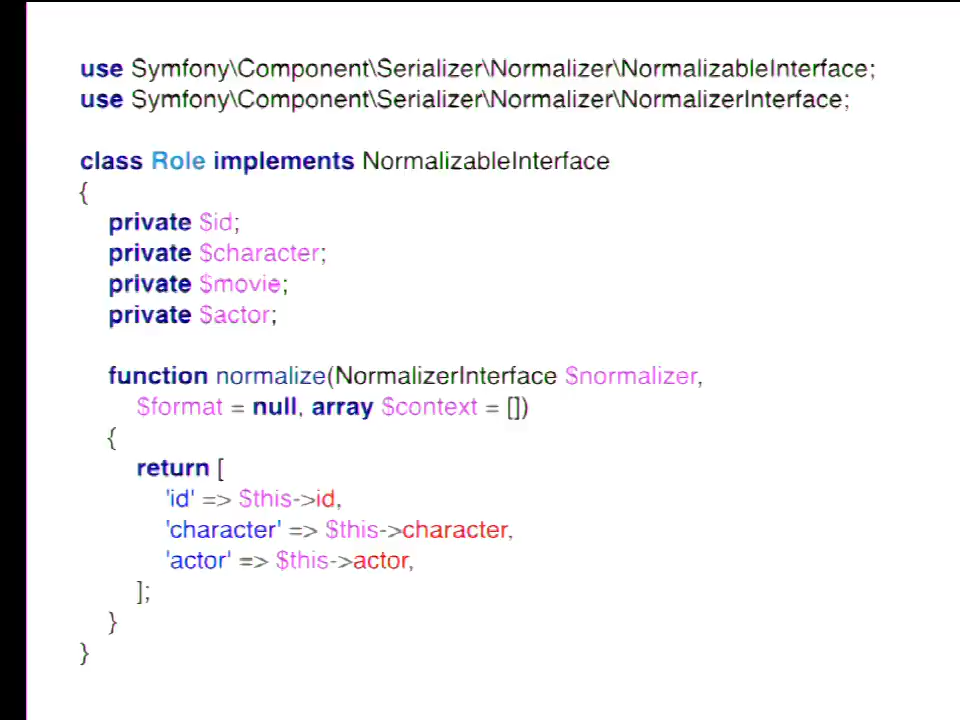 use Symfony\Component\Serializer\Normalizer\NormalizableInterface;
use Symfony\Component\Serializer\Normalizer\NormalizerInterface;
class Role implements NormalizableInterface
{
private $id;
private $character;
private $movie;
private $actor;
function normalize(NormalizerInterface $normalizer,
$format = null, array $context = [])
{
return [
'id' => $this->id,
'character' => $this->character,
'actor' => $this->actor,
];
}
}